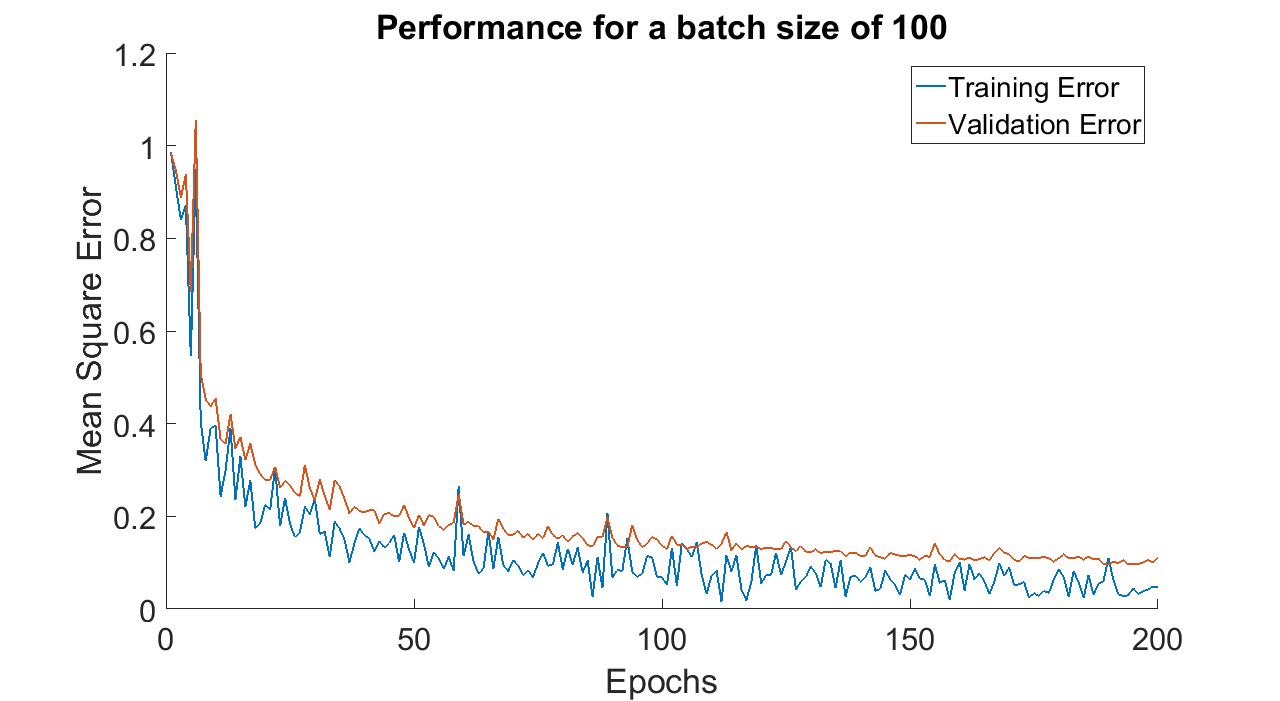 Performance for a batch size of 100
1.2
Training Error
Validation Error
1
0.8
0.6
0.4
0.2
0
Mean Square Error
0 50 100 150 200
Epochs